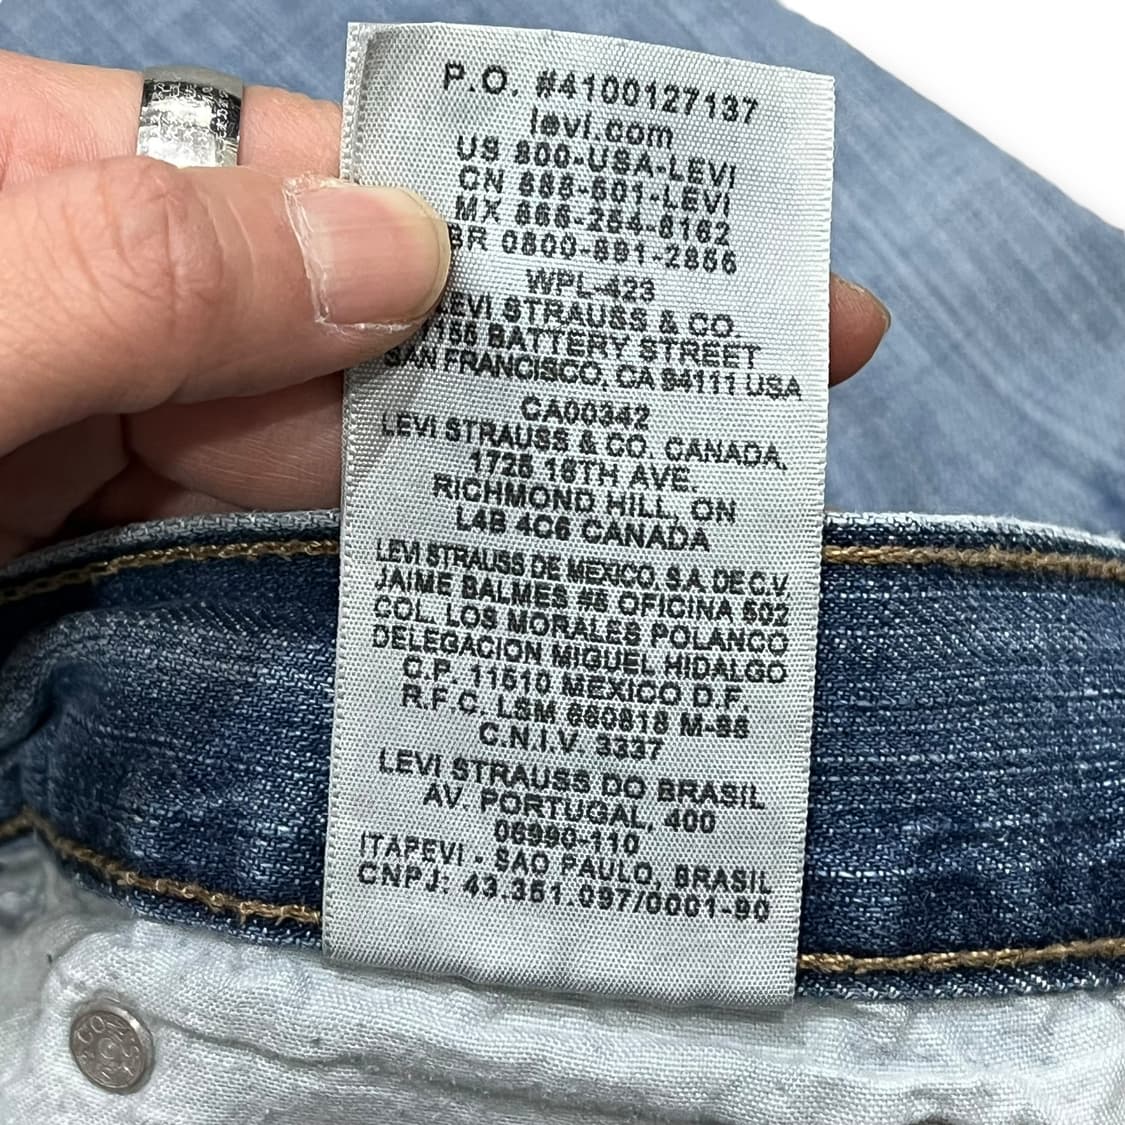 P.O. #4100127137
levi.com
US 800-USA-LEVI
CN 888-501-LEVI
MX 866-254-8162
BR 0800-891-2856
WPL-423
LEVI STRAUSS & CO.
1155 BATTERY STREET
SAN FRANCISCO, CA 94111 USA
CA00342
LEVI STRAUSS & CO. CANADA,
1725 16TH AVE.
RICHMOND HILL, ON
L4B 4C6 CANADA
LEVI STRAUSS DE MEXICO, S.A. DE C.V.
JAIME BALMES #8 OFICINA 602
COL. LOS MORALES POLANCO
DELEGACION MIGUEL HIDALGO
C.P. 11510 MEXICO D.F.
R.F.C. LSM M-95
C.N.I.V. 3337
LEVI STRAUSS DO BRASIL
AV. PORTUGAL, 400
06690-110
ITAPEVI - SAO PAULO, BRASIL
CNPJ: 43.351.097/0001-90